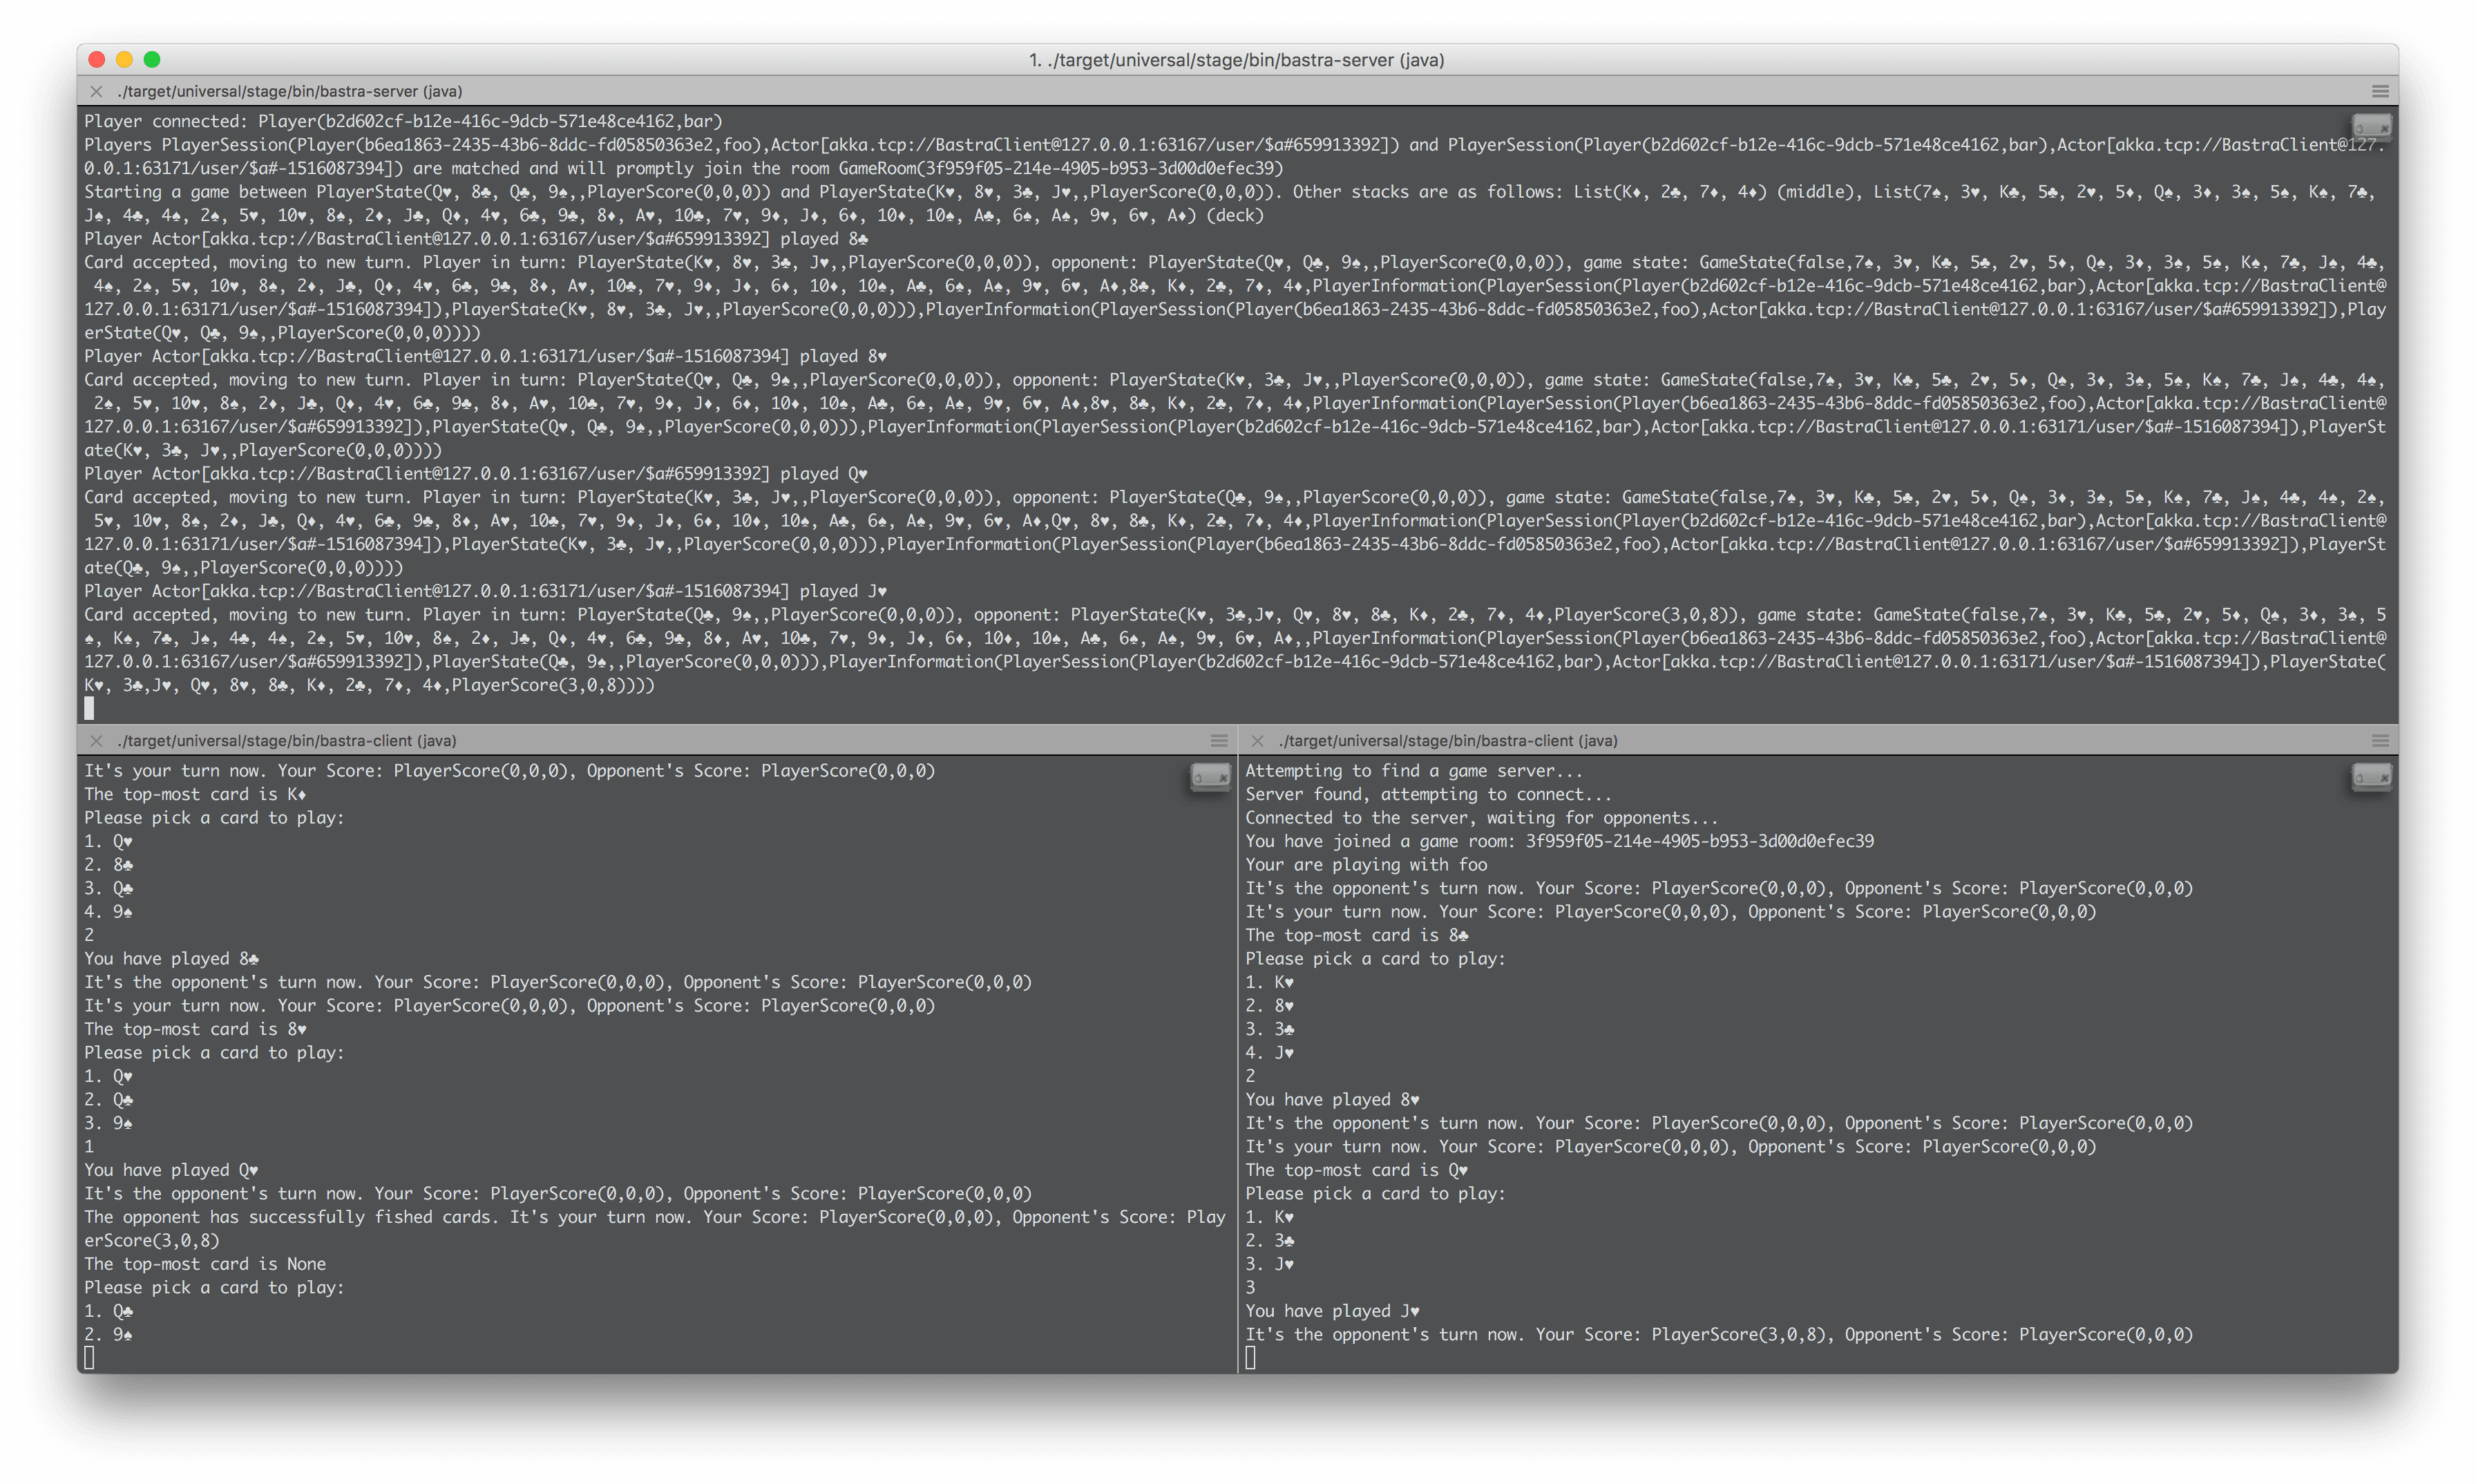 1. ./target/universal/stage/bin/bastra-server (java)
./target/universal/stage/bin/bastra-server (java)
Player connected: Player(b2d602cf-b12e-416c-9dcb-571e48ce4162,bar)
Players PlayerSession(Player(b6ea1863-2435-43b6-8ddc-fd05850363e2,foo),Actor[akka.tcp://BastraClient@127.0.0.1:63167/user/$a#659913392]) and PlayerSession(Player(b2d602cf-b12e-416c-9dcb-571e48ce4162,bar),Actor[akka.tcp://BastraClient@127.
0.0.1:63171/user/$a#-1516087394]) are matched and will promptly join the room GameRoom(3f959f05-214e-4905-b953-3d00d0efec39)
Starting a game between PlayerState(Q♥, 8♣, Q♣, 9♠,,PlayerScore(0,0,0)) and PlayerState(K♥, 8♥, 3♣, J♥,,PlayerScore(0,0,0)). Other stacks are as follows: List(K♦, 2♣, 7♦, 4♦) (middle), List(7♠, 3♥, K♣, 5♣, 2♥, 5♦, Q♠, 3♦, 3♠, 5♠, K♠, 7♣,
J♠, 4♣, 4♠, 2♠, 5♥, 10♥, 8♠, 2♦, J♣, Q♦, 4♥, 6♣, 9♣, 8♦, A♥, 10♣, 7♥, 9♦, J♦, 6♦, 10♦, 10♠, A♣, 6♠, A♠, 9♥, 6♥, A♦) (deck)
Player Actor[akka.tcp://BastraClient@127.0.0.1:63167/user/$a#659913392] played 8♣
Card accepted, moving to new turn. Player in turn: PlayerState(K♥, 8♥, 3♣, J♥,,PlayerScore(0,0,0)), opponent: PlayerState(Q♥, Q♣, 9♠,,PlayerScore(0,0,0)), game state: GameState(false,7♠, 3♥, K♣, 5♣, 2♥, 5♦, Q♠, 3♦, 3♠, 5♠, K♠, 7♣, J♠, 4♣,
4♠, 2♠, 5♥, 10♥, 8♠, 2♦, J♣, Q♦, 4♥, 6♣, 9♣, 8♦, A♥, 10♣, 7♥, 9♦, J♦, 6♦, 10♦, 10♠, A♣, 6♠, A♠, 9♥, 6♥, A♦,8♣, K♦, 2♣, 7♦, 4♦,PlayerInformation(PlayerSession(Player(b2d602cf-b12e-416c-9dcb-571e48ce4162,bar),Actor[akka.tcp://BastraClient@
127.0.0.1:63171/user/$a#-1516087394]),PlayerState(K♥, 8♥, 3♣, J♥,,PlayerScore(0,0,0))),PlayerInformation(PlayerSession(Player(b6ea1863-2435-43b6-8ddc-fd05850363e2,foo),Actor[akka.tcp://BastraClient@127.0.0.1:63167/user/$a#659913392]),Play
erState(Q♥, Q♣, 9♠,,PlayerScore(0,0,0))))
Player Actor[akka.tcp://BastraClient@127.0.0.1:63171/user/$a#-1516087394] played 8♥
Card accepted, moving to new turn. Player in turn: PlayerState(Q♥, Q♣, 9♠,,PlayerScore(0,0,0)), opponent: PlayerState(K♥, 3♣, J♥,,PlayerScore(0,0,0)), game state: GameState(false,7♠, 3♥, K♣, 5♣, 2♥, 5♦, Q♠, 3♦, 3♠, 5♠, K♠, 7♣, J♠, 4♣, 4♠,
2♠, 5♥, 10♥, 8♠, 2♦, J♣, Q♦, 4♥, 6♣, 9♣, 8♦, A♥, 10♣, 7♥, 9♦, J♦, 6♦, 10♦, 10♠, A♣, 6♠, A♠, 9♥, 6♥, A♦,8♥, 8♣, K♦, 2♣, 7♦, 4♦,PlayerInformation(PlayerSession(Player(b6ea1863-2435-43b6-8ddc-fd05850363e2,foo),Actor[akka.tcp://BastraClient@
127.0.0.1:63167/user/$a#659913392]),PlayerState(Q♥, Q♣, 9♠,,PlayerScore(0,0,0))),PlayerInformation(PlayerSession(Player(b2d602cf-b12e-416c-9dcb-571e48ce4162,bar),Actor[akka.tcp://BastraClient@127.0.0.1:63171/user/$a#-1516087394]),PlayerSt
ate(K♥, 3♣, J♥,,PlayerScore(0,0,0))))
Player Actor[akka.tcp://BastraClient@127.0.0.1:63167/user/$a#659913392] played Q♥
Card accepted, moving to new turn. Player in turn: PlayerState(K♥, 3♣, J♥,,PlayerScore(0,0,0)), opponent: PlayerState(Q♣, 9♠,,PlayerScore(0,0,0)), game state: GameState(false,7♠, 3♥, K♣, 5♣, 2♥, 5♦, Q♠, 3♦, 3♠, 5♠, K♠, 7♣, J♠, 4♣, 4♠, 2♠,
5♥, 10♥, 8♠, 2♦, J♣, Q♦, 4♥, 6♣, 9♣, 8♦, A♥, 10♣, 7♥, 9♦, J♦, 6♦, 10♦, 10♠, A♣, 6♠, A♠, 9♥, 6♥, A♦,Q♥, 8♥, 8♣, K♦, 2♣, 7♦, 4♦,PlayerInformation(PlayerSession(Player(b2d602cf-b12e-416c-9dcb-571e48ce4162,bar),Actor[akka.tcp://BastraClient@
127.0.0.1:63171/user/$a#-1516087394]),PlayerState(K♥, 3♣, J♥,,PlayerScore(0,0,0))),PlayerInformation(PlayerSession(Player(b6ea1863-2435-43b6-8ddc-fd05850363e2,foo),Actor[akka.tcp://BastraClient@127.0.0.1:63167/user/$a#659913392]),PlayerSt
ate(Q♣, 9♠,,PlayerScore(0,0,0))))
Player Actor[akka.tcp://BastraClient@127.0.0.1:63171/user/$a#-1516087394] played J♥
Card accepted, moving to new turn. Player in turn: PlayerState(Q♣, 9♠,,PlayerScore(0,0,0)), opponent: PlayerState(K♥, 3♣,J♥, Q♥, 8♥, 8♣, K♦, 2♣, 7♦, 4♦,PlayerScore(3,0,8)), game state: GameState(false,7♠, 3♥, K♣, 5♣, 2♥, 5♦, Q♠, 3♦, 3♠, 5
♠, K♠, 7♣, J♠, 4♣, 4♠, 2♠, 5♥, 10♥, 8♠, 2♦, J♣, Q♦, 4♥, 6♣, 9♣, 8♦, A♥, 10♣, 7♥, 9♦, J♦, 6♦, 10♦, 10♠, A♣, 6♠, A♠, 9♥, 6♥, A♦,,PlayerInformation(PlayerSession(Player(b6ea1863-2435-43b6-8ddc-fd05850363e2,foo),Actor[akka.tcp://BastraClient@
127.0.0.1:63167/user/$a#659913392]),PlayerState(Q♣, 9♠,,PlayerScore(0,0,0))),PlayerInformation(PlayerSession(Player(b2d602cf-b12e-416c-9dcb-571e48ce4162,bar),Actor[akka.tcp://BastraClient@127.0.0.1:63171/user/$a#-1516087394]),PlayerState(
K♥, 3♣,J♥, Q♥, 8♥, 8♣, K♦, 2♣, 7♦, 4♦,PlayerScore(3,0,8))))
./target/universal/stage/bin/bastra-client (java)
It's your turn now. Your Score: PlayerScore(0,0,0), Opponent's Score: PlayerScore(0,0,0)
The top-most card is K♦
Please pick a card to play:
1. Q♥
2. 8♣
3. Q♣
4. 9♠
2
You have played 8♣
It's the opponent's turn now. Your Score: PlayerScore(0,0,0), Opponent's Score: PlayerScore(0,0,0)
It's your turn now. Your Score: PlayerScore(0,0,0), Opponent's Score: PlayerScore(0,0,0)
The top-most card is 8♥
Please pick a card to play:
1. Q♥
2. Q♣
3. 9♠
1
You have played Q♥
It's the opponent's turn now. Your Score: PlayerScore(0,0,0), Opponent's Score: PlayerScore(0,0,0)
The opponent has successfully fished cards. It's your turn now. Your Score: PlayerScore(0,0,0), Opponent's Score: Play
erScore(3,0,8)
The top-most card is None
Please pick a card to play:
1. Q♣
2. 9♠
./target/universal/stage/bin/bastra-client (java)
Attempting to find a game server...
Server found, attempting to connect...
Connected to the server, waiting for opponents...
You have joined a game room: 3f959f05-214e-4905-b953-3d00d0efec39
Your are playing with foo
It's the opponent's turn now. Your Score: PlayerScore(0,0,0), Opponent's Score: PlayerScore(0,0,0)
It's your turn now. Your Score: PlayerScore(0,0,0), Opponent's Score: PlayerScore(0,0,0)
The top-most card is 8♣
Please pick a card to play:
1. K♥
2. 8♥
3. 3♣
4. J♥
2
You have played 8♥
It's the opponent's turn now. Your Score: PlayerScore(0,0,0), Opponent's Score: PlayerScore(0,0,0)
It's your turn now. Your Score: PlayerScore(0,0,0), Opponent's Score: PlayerScore(0,0,0)
The top-most card is Q♥
Please pick a card to play:
1. K♥
2. 3♣
3. J♥
3
You have played J♥
It's the opponent's turn now. Your Score: PlayerScore(3,0,8), Opponent's Score: PlayerScore(0,0,0)